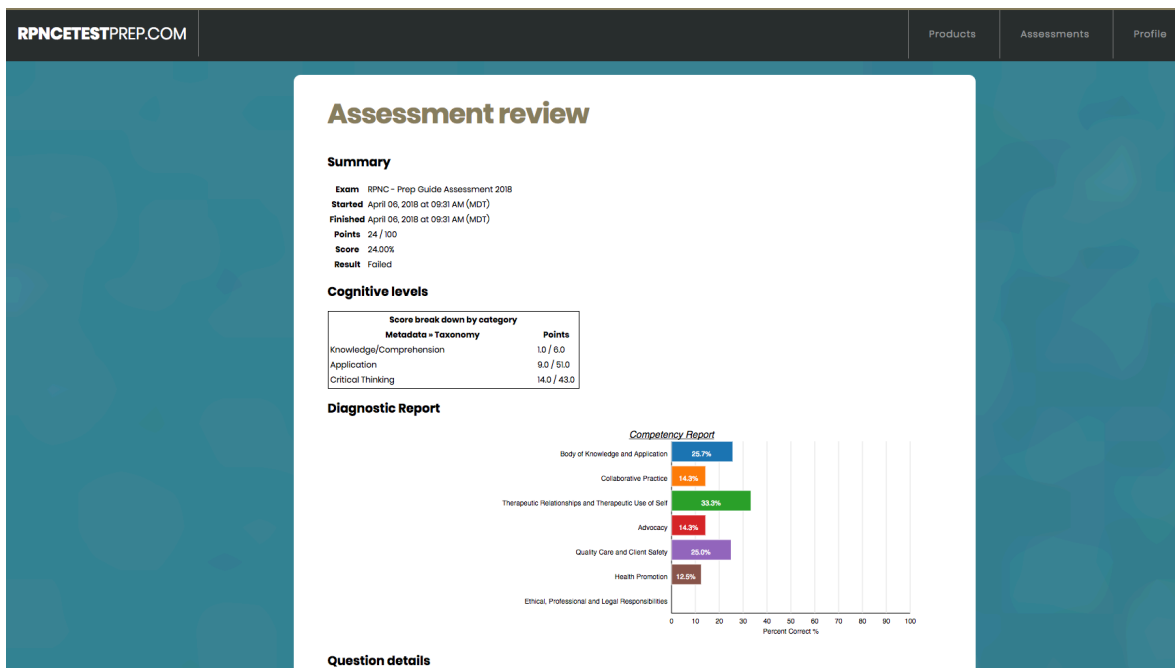 RPNCETESTPREP.COM
Products
Assessments
Profile
Assessment review
Summary
Exam RPNC - Prep Guide Assessment 2018
Started April 06, 2018 at 09:31 AM (MDT)
Finished April 06, 2018 at 09:31 AM (MDT)
Points 24 / 100
Score 24.00%
Result Failed
Cognitive levels
Score break down by category
Metadata » Taxonomy Points
Knowledge/Comprehension 1.0 / 6.0
Application 9.0 / 51.0
Critical Thinking 14.0 / 43.0
Diagnostic Report
Competency Report
Body of Knowledge and Application 25.7%
Collaborative Practice 14.3%
Therapeutic Relationships and Therapeutic Use of Self 33.3%
Advocacy 14.3%
Quality Care and Client Safety 25.0%
Health Promotion 12.5%
Ethical, Professional and Legal Responsibilities
0 10 20 30 40 50 60 70 80 90 100
Percent Correct %
Question details